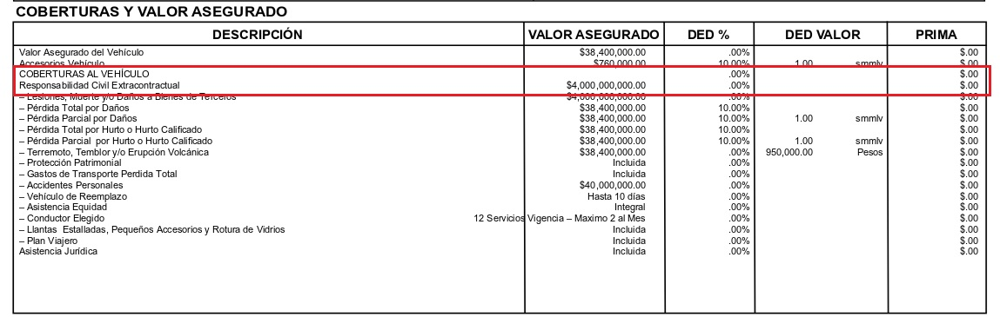 COBERTURAS Y VALOR ASEGURADO
DESCRIPCIÓN VALOR ASEGURADO DED % DED VALOR PRIMA
Valor Asegurado del Vehículo $38,400,000.00 .00% $.00
Accesorios Vehículo $760,000.00 10.00% 1.00 smmlv $.00
COBERTURAS AL VEHÍCULO .00% $.00
Responsabilidad Civil Extracontractual $4,000,000,000.00 .00% $.00
– Lesiones, Muerte y/o Daños a Bienes de Terceros $4,000,000,000.00 .00% $.00
– Pérdida Total por Daños $38,400,000.00 10.00% $.00
– Pérdida Parcial por Daños $38,400,000.00 10.00% 1.00 smmlv $.00
– Pérdida Total por Hurto o Hurto Calificado $38,400,000.00 10.00% $.00
– Pérdida Parcial por Hurto o Hurto Calificado $38,400,000.00 10.00% 1.00 smmlv $.00
– Terremoto, Temblor y/o Erupción Volcánica $38,400,000.00 .00% 950,000.00 Pesos $.00
– Protección Patrimonial Incluida .00% $.00
– Gastos de Transporte Perdida Total Incluida .00% $.00
– Accidentes Personales $40,000,000.00 .00% $.00
– Vehículo de Reemplazo Hasta 10 días .00% $.00
– Asistencia Equidad Integral .00% $.00
– Conductor Elegido 12 Servicios Vigencia – Maximo 2 al Mes .00% $.00
– Llantas Estalladas, Pequeños Accesorios y Rotura de Vidrios Incluida .00% $.00
– Plan Viajero Incluida .00% $.00
Asistencia Jurídica Incluida .00% $.00